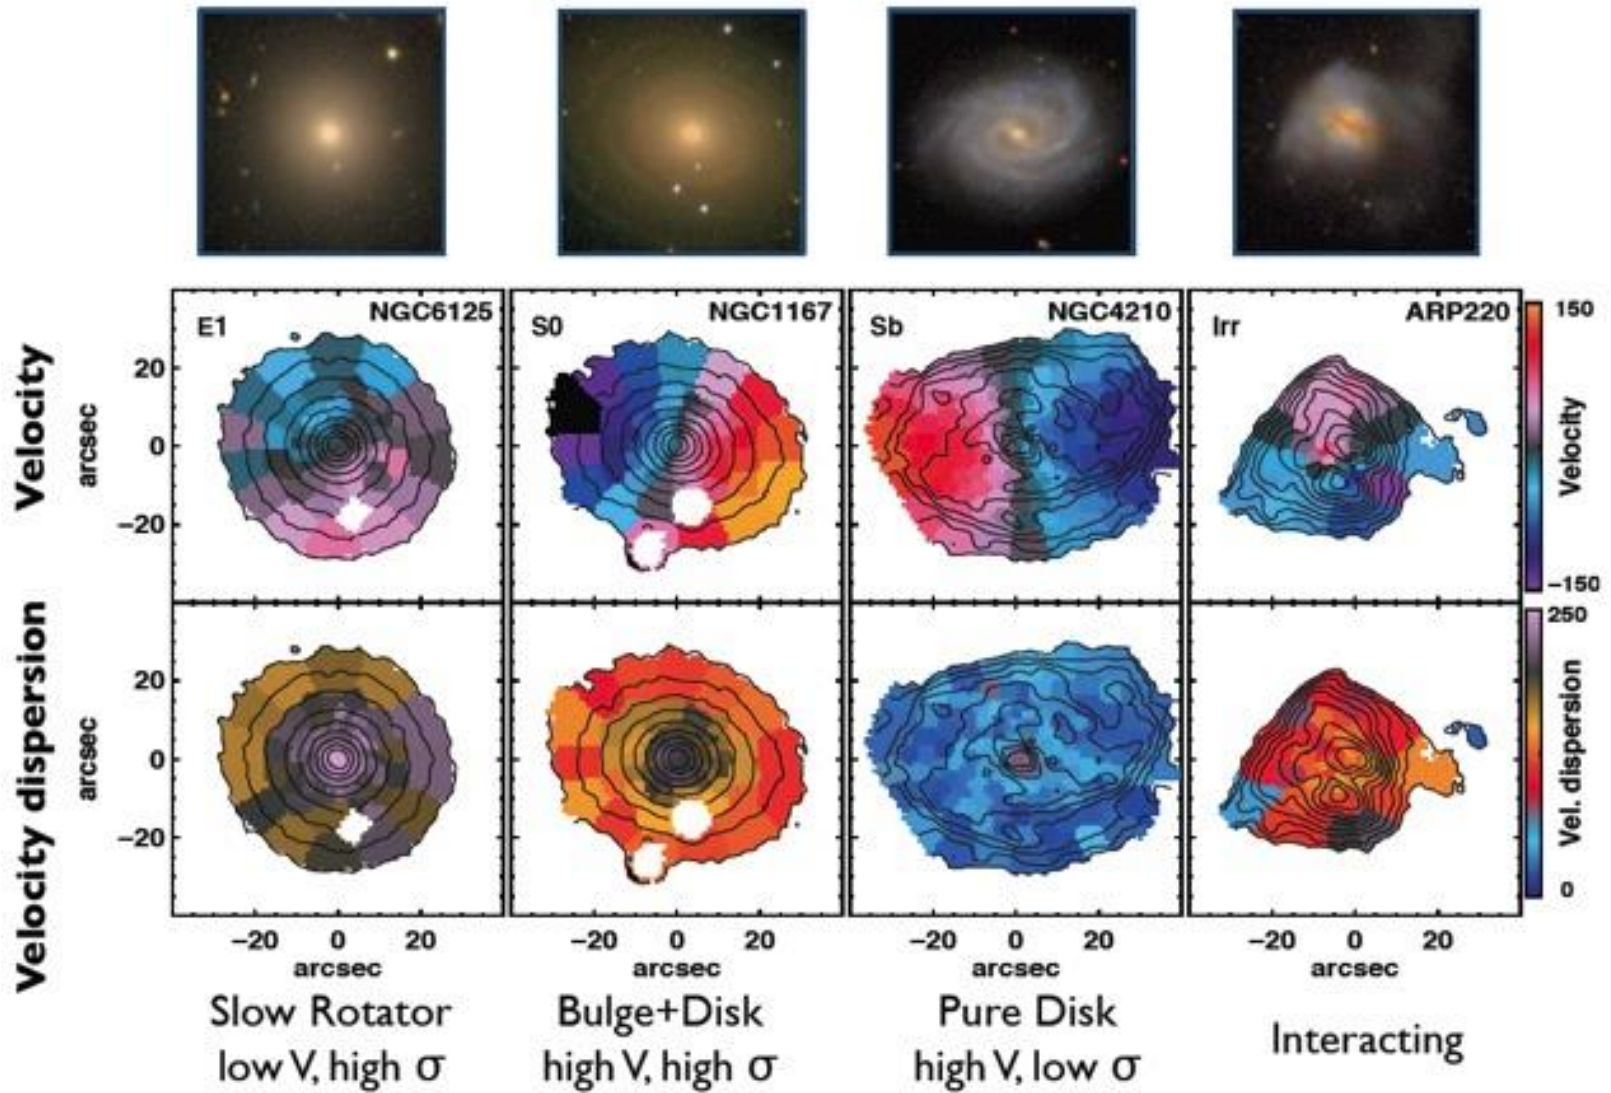 Velocity
arcsec
20
0
−20
E1
NGC6125
S0
NGC1167
Sb
NGC4210
Irr
ARP220
150
Velocity
−150
Velocity dispersion
arcsec
20
0
−20
250
Vel. dispersion
0
−20 0 20
−20 0 20
−20 0 20
−20 0 20
arcsec
arcsec
arcsec
arcsec
Slow Rotator
low V, high σ
Bulge+Disk
high V, high σ
Pure Disk
high V, low σ
Interacting